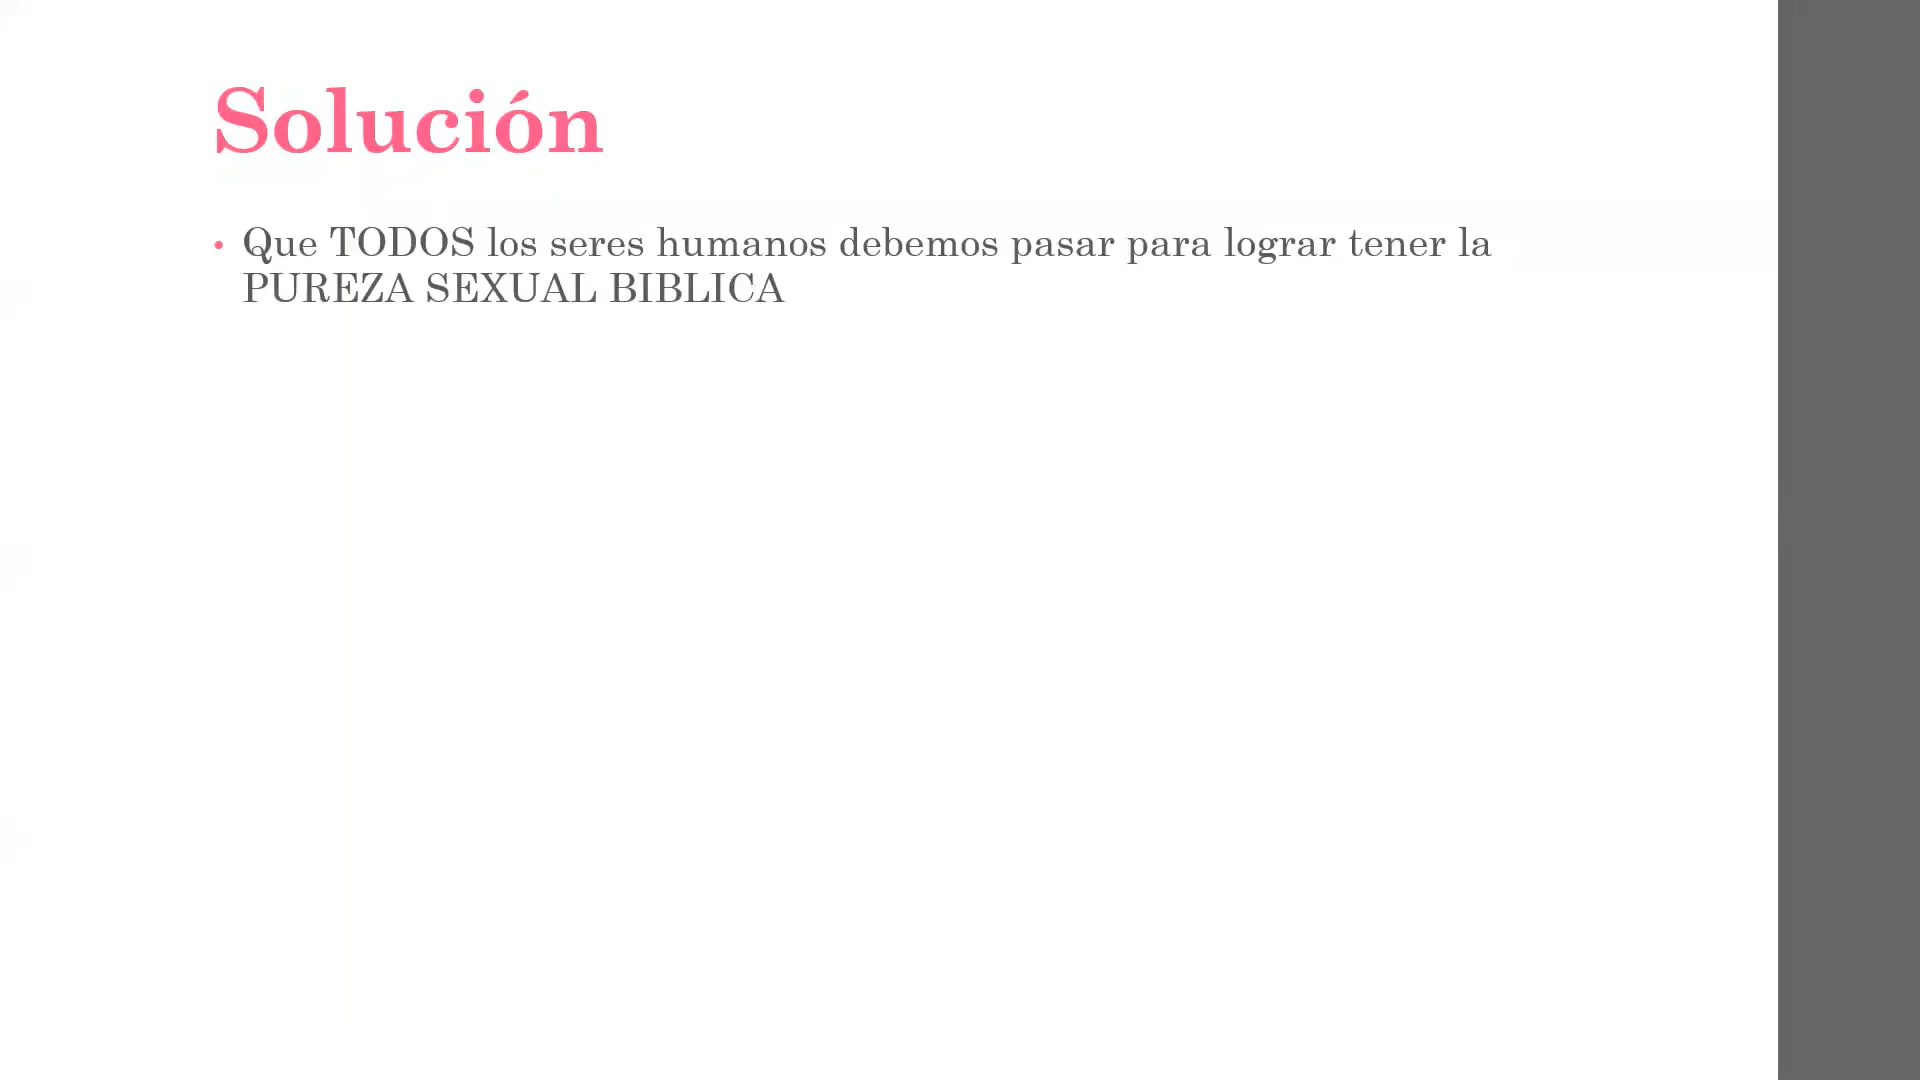 Solución
• Que TODOS los seres humanos debemos pasar para lograr tener la
PUREZA SEXUAL BIBLICA